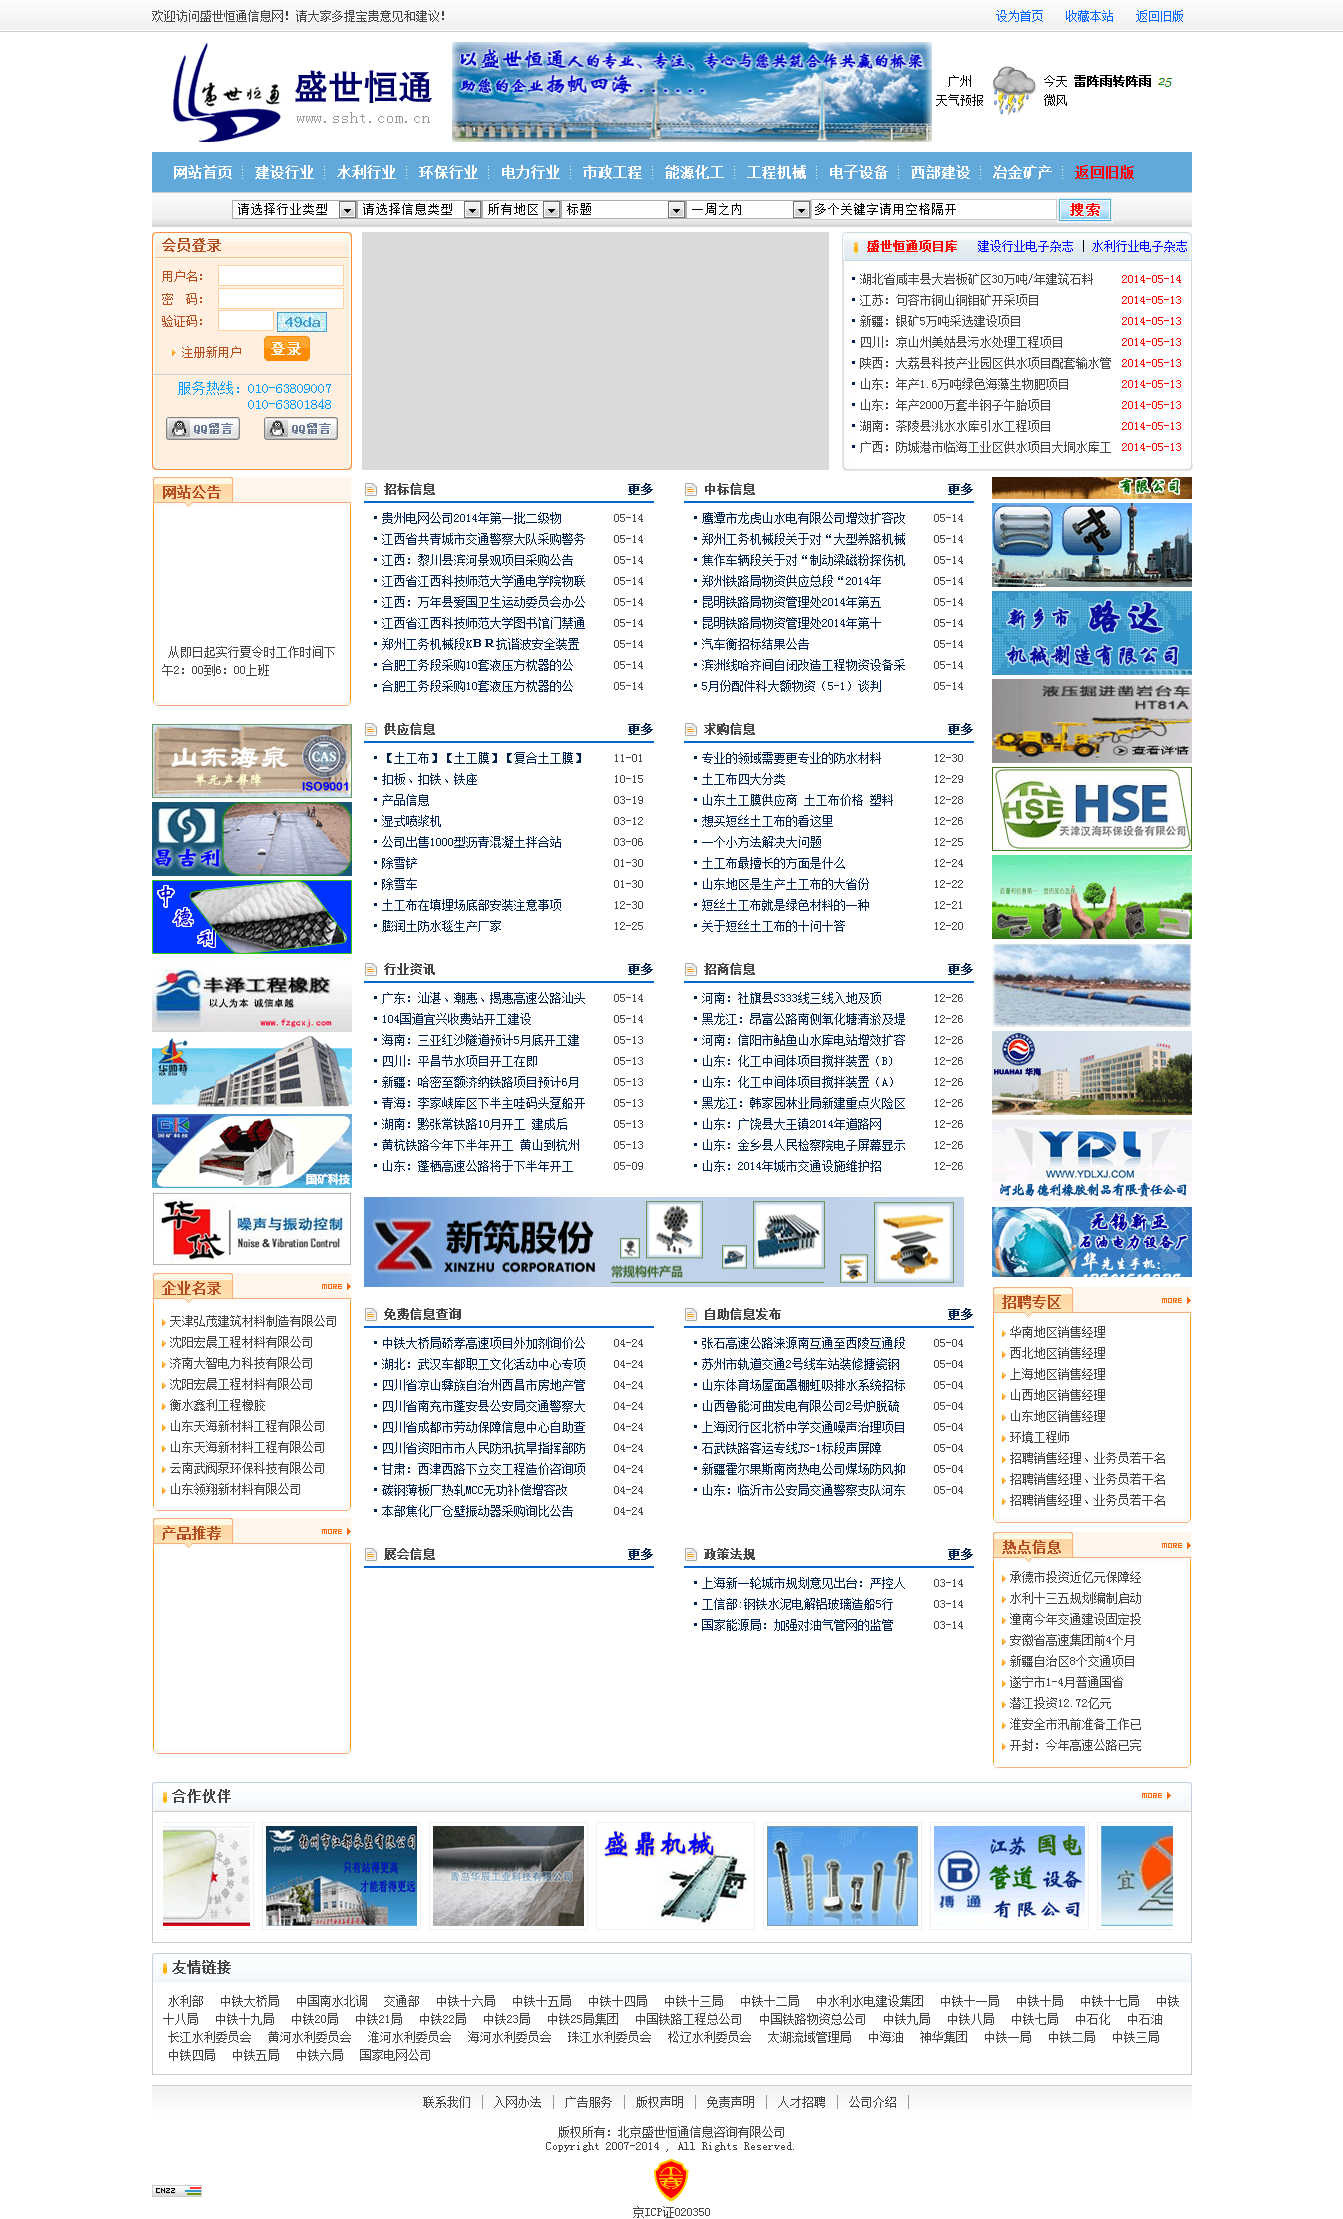 欢迎访问盛世恒通信息网！请大家多提宝贵意见和建议！
设为首页 收藏本站 返回旧版
盛世恒通 盛世恒通
www.ssht.com.cn
以盛世恒通人的专业、专注、专心与您共筑合作共赢的桥梁
助您的企业扬帆四海......
广州 今天 雷阵雨转阵雨 25
天气预报 微风
网站首页 建设行业 水利行业 环保行业 电力行业 市政工程 能源化工 工程机械 电子设备 西部建设 冶金矿产 返回旧版
请选择行业类型 请选择信息类型 所有地区 标题 一周之内 多个关键字请用空格隔开 搜索
会员登录
用户名：
密 码：
验证码： 49da
注册新用户 登录
服务热线：010-63809007
010-63801848
QQ留言 QQ留言
盛世恒通项目库 建设行业电子杂志 | 水利行业电子杂志
湖北省咸丰县大岩板矿区30万吨/年建筑石料 2014-05-14
江苏：句容市铜山铜钼矿开采项目 2014-05-13
新疆：银矿5万吨采选建设项目 2014-05-13
四川：凉山州美姑县污水处理工程项目 2014-05-13
陕西：大荔县科技产业园区供水项目配套输水管 2014-05-13
山东：年产1.6万吨绿色海藻生物肥项目 2014-05-13
山东：年产2000万套半钢子午胎项目 2014-05-13
湖南：茶陵县洮水水库引水工程项目 2014-05-13
广西：防城港市临海工业区供水项目大垌水库工 2014-05-13
网站公告
从即日起实行夏令时工作时间下
午2：00到6：00上班
招标信息 更多
贵州电网公司2014年第一批二级物 05-14
江西省共青城市交通警察大队采购警务 05-14
江西：黎川县滨河景观项目采购公告 05-14
江西省江西科技师范大学通电学院物联 05-14
江西：万年县爱国卫生运动委员会办公 05-14
江西省江西科技师范大学图书馆门禁通 05-14
郑州工务机械段KＢＲ抗谐波安全装置 05-14
合肥工务段采购10套液压方枕器的公 05-14
合肥工务段采购10套液压方枕器的公 05-14
中标信息 更多
鹰潭市龙虎山水电有限公司增效扩容改 05-14
郑州工务机械段关于对“大型养路机械 05-14
焦作车辆段关于对“制动梁磁粉探伤机 05-14
郑州铁路局物资供应总段“2014年 05-14
昆明铁路局物资管理处2014年第五 05-14
昆明铁路局物资管理处2014年第十 05-14
汽车衡招标结果公告 05-14
滨洲线哈齐间自闭改造工程物资设备采 05-14
5月份配件科大额物资（5-1）谈判 05-14
有限公司
新乡市 路达
机械制造有限公司
液压掘进凿岩台车
HT81A
查看详情
HSE HSE
天津汉海环保设备有限公司
华海
HUAHAI
YDL
WWW.YDLXJ.COM
河北易德利橡胶制品有限责任公司
无锡斯亚
石油电力设备厂
华先生手机：
山东海泉
单元声屏障
CAS
ISO9001
昌吉利
中德利
丰泽工程橡胶
以人为本 诚信卓越
www.fzgcxj.com
华帅特
GK
国矿科技
国矿科技
华岱 噪声与振动控制
Noise & Vibration Control
供应信息 更多
【土工布】【土工膜】【复合土工膜】 11-01
扣板、扣铁、铁座 10-15
产品信息 03-19
湿式喷浆机 03-12
公司出售1000型沥青混凝土拌合站 03-06
除雪铲 01-30
除雪车 01-30
土工布在填埋场底部安装注意事项 12-30
膨润土防水毯生产厂家 12-25
求购信息 更多
专业的领域需要更专业的防水材料 12-30
土工布四大分类 12-29
山东土工膜供应商 土工布价格 塑料 12-28
想买短丝土工布的看这里 12-26
一个小方法解决大问题 12-25
土工布最擅长的方面是什么 12-24
山东地区是生产土工布的大省份 12-22
短丝土工布就是绿色材料的一种 12-21
关于短丝土工布的十问十答 12-20
行业资讯 更多
广东：汕湛、潮惠、揭惠高速公路汕头 05-14
104国道宜兴收费站开工建设 05-14
海南：三亚红沙隧道预计5月底开工建 05-13
四川：平昌节水项目开工在即 05-13
新疆：哈密至额济纳铁路项目预计6月 05-13
青海：李家峡库区下半主哇码头趸船开 05-13
湖南：黔张常铁路10月开工 建成后 05-13
黄杭铁路今年下半年开工 黄山到杭州 05-13
山东：蓬栖高速公路将于下半年开工 05-09
招商信息 更多
河南：社旗县S333线三线入地及顶 12-26
黑龙江：昂富公路南侧氧化塘清淤及堤 12-26
河南：信阳市鲇鱼山水库电站增效扩容 12-26
山东：化工中间体项目搅拌装置（B） 12-26
山东：化工中间体项目搅拌装置（A） 12-26
黑龙江：韩家园林业局新建重点火险区 12-26
山东：广饶县大王镇2014年道路网 12-26
山东：金乡县人民检察院电子屏幕显示 12-26
山东：2014年城市交通设施维护招 12-26
新筑股份
XINZHU CORPORATION
常规构件产品
企业名录 MORE
天津弘茂建筑材料制造有限公司
沈阳宏晨工程材料有限公司
济南大智电力科技有限公司
沈阳宏晨工程材料有限公司
衡水鑫利工程橡胶
山东天海新材料工程有限公司
山东天海新材料工程有限公司
云南武阀泵环保科技有限公司
山东领翔新材料有限公司
免费信息查询
中铁大桥局硚孝高速项目外加剂询价公 04-24
湖北：武汉车都职工文化活动中心专项 04-24
四川省凉山彝族自治州西昌市房地产管 04-24
四川省南充市蓬安县公安局交通警察大 04-24
四川省成都市劳动保障信息中心自助查 04-24
四川省资阳市市人民防汛抗旱指挥部防 04-24
甘肃：西津西路下立交工程造价咨询项 04-24
碳钢薄板厂热轧MCC无功补偿增容改 04-24
本部焦化厂仓壁振动器采购询比公告 04-24
自助信息发布 更多
张石高速公路涞源南互通至西陵互通段 05-04
苏州市轨道交通2号线车站装修搪瓷钢 05-04
山东体育场屋面罩棚虹吸排水系统招标 05-04
山西鲁能河曲发电有限公司2号炉脱硫 05-04
上海闵行区北桥中学交通噪声治理项目 05-04
石武铁路客运专线JS-1标段声屏障 05-04
新疆霍尔果斯南岗热电公司煤场防风抑 05-04
山东：临沂市公安局交通警察支队河东 05-04
招聘专区 MORE
华南地区销售经理
西北地区销售经理
上海地区销售经理
山西地区销售经理
山东地区销售经理
环境工程师
招聘销售经理、业务员若干名
招聘销售经理、业务员若干名
招聘销售经理、业务员若干名
产品推荐 MORE
展会信息 更多
政策法规 更多
上海新一轮城市规划意见出台：严控人 03-14
工信部:钢铁水泥电解铝玻璃造船5行 03-14
国家能源局：加强对油气管网的监管 03-14
热点信息 MORE
承德市投资近亿元保障经
水利十三五规划编制启动
潼南今年交通建设固定投
安徽省高速集团前4个月
新疆自治区8个交通项目
遂宁市1-4月普通国省
潜江投资12.72亿元
淮安全市汛前准备工作已
开封：今年高速公路已完
合作伙伴 MORE
扬州市江都永坚有限公司
只有站得更高
才能看得更远
青岛华辰工业科技有限公司
盛鼎机械
博通
江苏国电
管道设备
有限公司
宜
友情链接
水利部 中铁大桥局 中国南水北调 交通部 中铁十六局 中铁十五局 中铁十四局 中铁十三局 中铁十二局 中水利水电建设集团 中铁十一局 中铁十局 中铁十七局 中铁
十八局 中铁十九局 中铁20局 中铁21局 中铁22局 中铁23局 中铁25局集团 中国铁路工程总公司 中国铁路物资总公司 中铁九局 中铁八局 中铁七局 中石化 中石油
长江水利委员会 黄河水利委员会 淮河水利委员会 海河水利委员会 珠江水利委员会 松辽水利委员会 太湖流域管理局 中海油 神华集团 中铁一局 中铁二局 中铁三局
中铁四局 中铁五局 中铁六局 国家电网公司
联系我们 | 入网办法 | 广告服务 | 版权声明 | 免责声明 | 人才招聘 | 公司介绍 |
版权所有：北京盛世恒通信息咨询有限公司
Copyright 2007-2014 , All Rights Reserved.
CNZZ
京ICP证020350